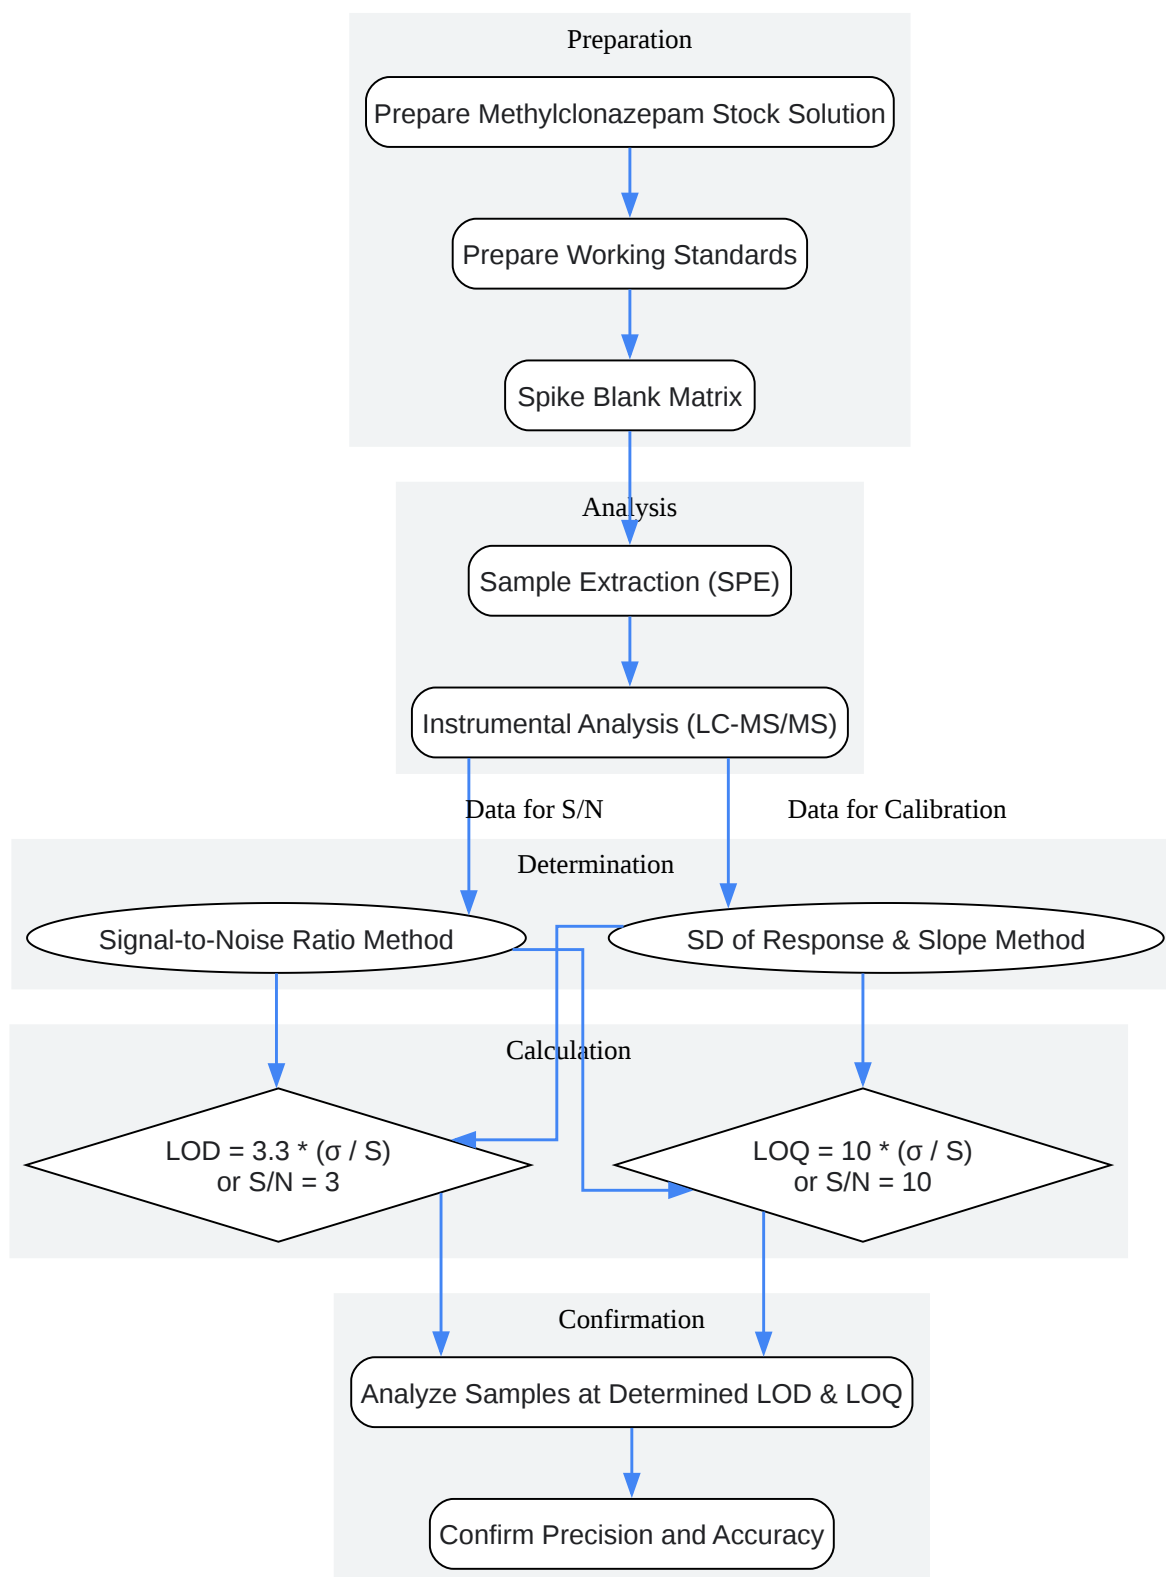 Preparation
Prepare Methylclonazepam Stock Solution
Prepare Working Standards
Spike Blank Matrix
Analysis
Sample Extraction (SPE)
Instrumental Analysis (LC-MS/MS)
Data for S/N
Data for Calibration
Determination
Signal-to-Noise Ratio Method
SD of Response & Slope Method
Calculation
LOD = 3.3 * (σ / S)
or S/N = 3
LOQ = 10 * (σ / S)
or S/N = 10
Confirmation
Analyze Samples at Determined LOD & LOQ
Confirm Precision and Accuracy